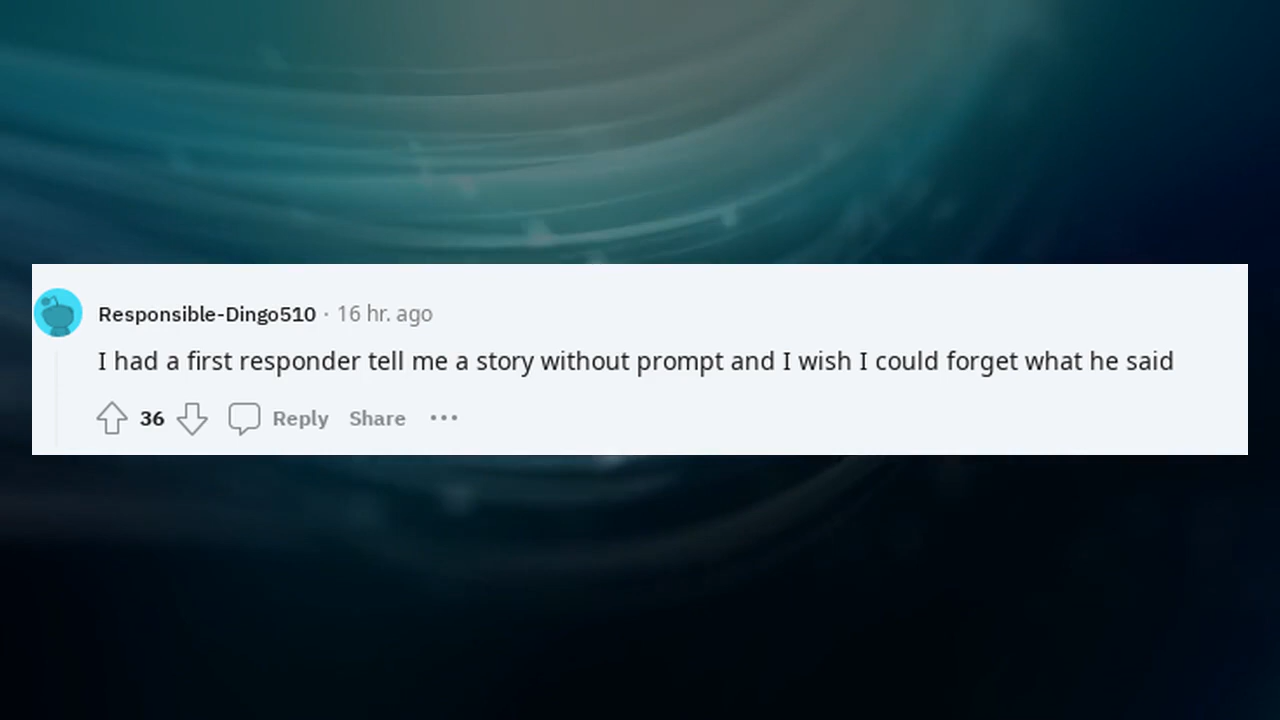 Responsible-Dingo510 · 16 hr. ago
I had a first responder tell me a story without prompt and I wish I could forget what he said
36 Reply Share ···